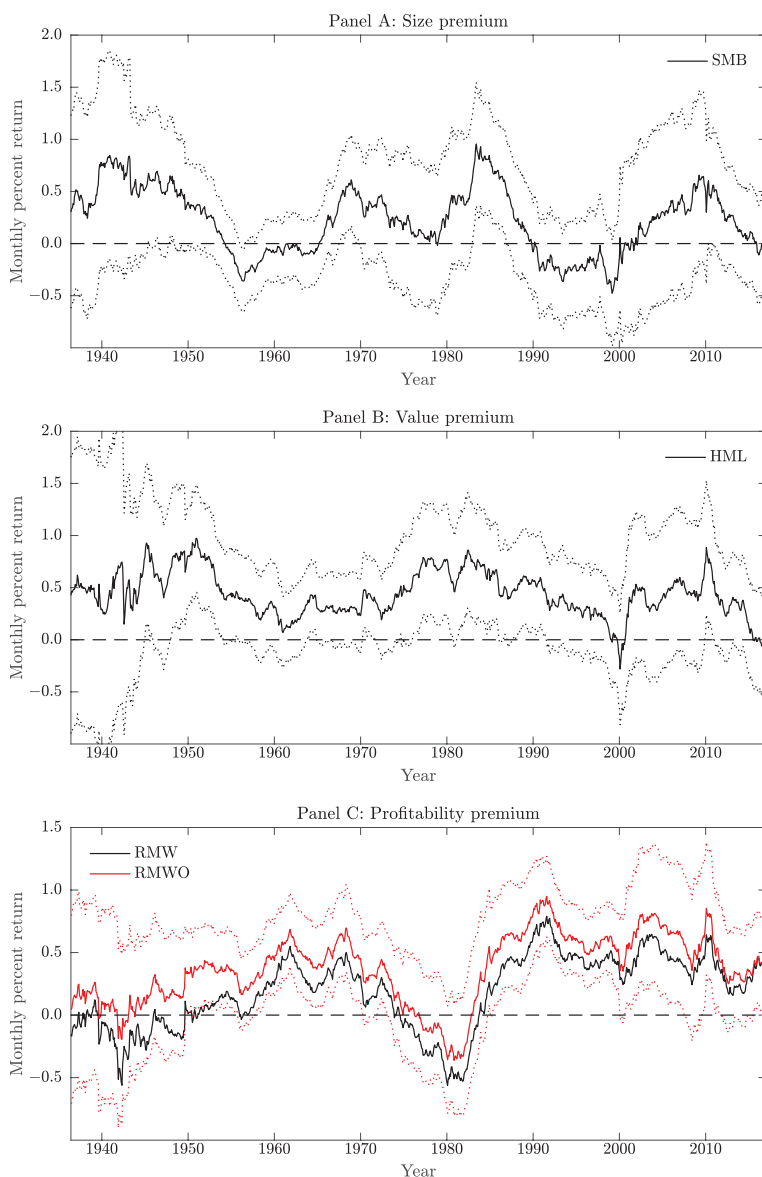 Panel A: Size premium
2.0
1.5
1.0
0.5
0.0
−0.5
Monthly percent return
SMB
1940 1950 1960 1970 1980 1990 2000 2010
Year
Panel B: Value premium
2.0
1.5
1.0
0.5
0.0
−0.5
Monthly percent return
HML
1940 1950 1960 1970 1980 1990 2000 2010
Year
Panel C: Profitability premium
1.5
1.0
0.5
0.0
−0.5
Monthly percent return
RMW
RMWO
1940 1950 1960 1970 1980 1990 2000 2010
Year